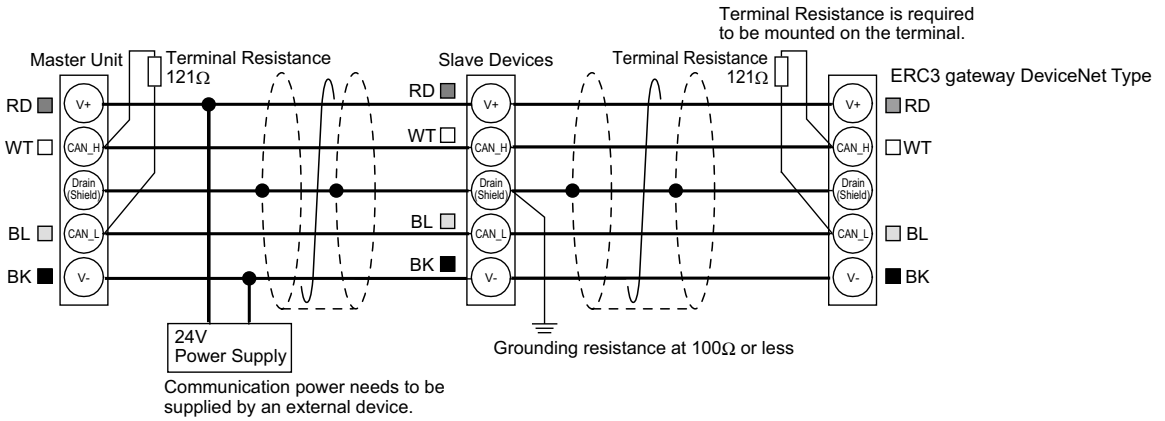 Terminal Resistance is required
to be mounted on the terminal.
Master Unit
Terminal Resistance
121Ω
Slave Devices
Terminal Resistance
121Ω
ERC3 gateway DeviceNet Type
RD
V+
RD
V+
V+
RD
WT
CAN_H
WT
CAN_H
CAN_H
WT
Drain
(Shield)
Drain
(Shield)
Drain
(Shield)
BL
CAN_L
BL
CAN_L
CAN_L
BL
BK
V-
BK
V-
V-
BK
24V
Power Supply
Grounding resistance at 100Ω or less
Communication power needs to be
supplied by an external device.